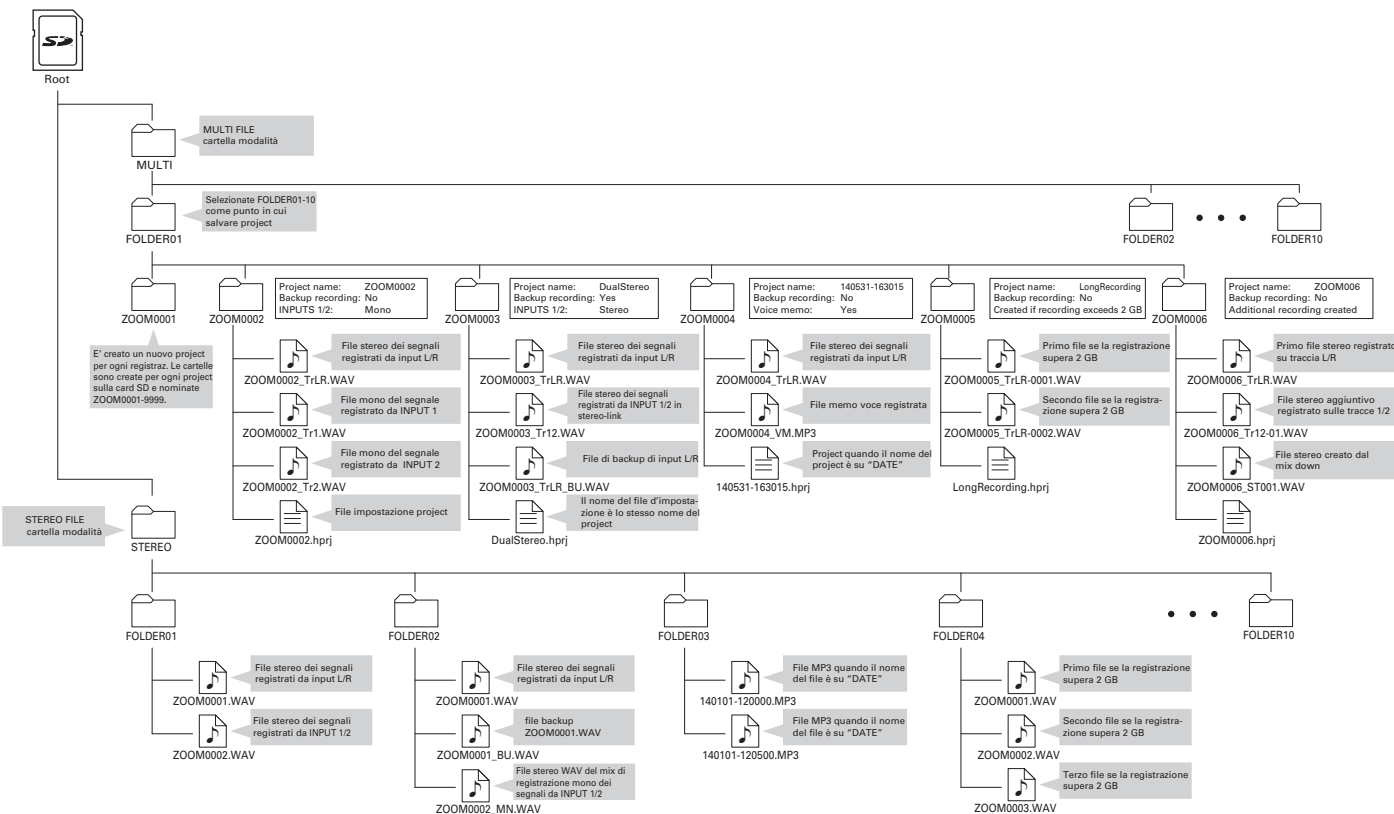 SD
Root
MULTI FILE
cartella modalità
MULTI
Selezionate FOLDER01-10
come punto in cui
salvare project
FOLDER01
FOLDER02
FOLDER10
ZOOM0001
E' creato un nuovo project
per ogni registraz. Le cartelle
sono create per ogni project
sulla card SD e nominate
ZOOM0001-9999.
ZOOM0002
Project name: ZOOM0002
Backup recording: No
INPUTS 1/2: Mono
File stereo dei segnali
registrati da input L/R
ZOOM0002_TrLR.WAV
File mono del segnale
registrato da INPUT 1
ZOOM0002_Tr1.WAV
File mono del segnale
registrato da INPUT 2
ZOOM0002_Tr2.WAV
File impostazione project
ZOOM0002.hprj
ZOOM0003
Project name: DualStereo
Backup recording: Yes
INPUTS 1/2: Stereo
File stereo dei segnali
registrati da input L/R
ZOOM0003_TrLR.WAV
File stereo dei segnali
registrati da INPUT 1/2 in
stereo-link
ZOOM0003_Tr12.WAV
File di backup di input L/R
ZOOM0003_TrLR_BU.WAV
Il nome del file d'imposta-
zione è lo stesso nome del
project
DualStereo.hprj
ZOOM0004
Project name: 140531-163015
Backup recording: No
Voice memo: Yes
File stereo dei segnali
registrati da input L/R
ZOOM0004_TrLR.WAV
File memo voce registrata
ZOOM0004_VM.MP3
Project quando il nome del
project è su “DATE”
140531-163015.hprj
ZOOM0005
Project name: LongRecording
Backup recording: No
Created if recording exceeds 2 GB
Primo file se la registrazione
supera 2 GB
ZOOM0005_TrLR-0001.WAV
Secondo file se la registra-
zione supera 2 GB
ZOOM0005_TrLR-0002.WAV
LongRecording.hprj
ZOOM0006
Project name: ZOOM006
Backup recording: No
Additional recording created
Primo file stereo registrato
su traccia L/R
ZOOM0006_TrLR.WAV
File stereo aggiuntivo
registrato sulle tracce 1/2
ZOOM0006_Tr12-01.WAV
File stereo creato dal
mix down
ZOOM0006_ST001.WAV
ZOOM0006.hprj
STEREO FILE
cartella modalità
STEREO
FOLDER01
File stereo dei segnali
registrati da input L/R
ZOOM0001.WAV
File stereo dei segnali
registrati da INPUT 1/2
ZOOM0002.WAV
FOLDER02
File stereo dei segnali
registrati da input L/R
ZOOM0001.WAV
file backup
ZOOM0001.WAV
ZOOM0001_BU.WAV
File stereo WAV del mix di
registrazione mono dei
segnali da INPUT 1/2
ZOOM0002_MN.WAV
FOLDER03
File MP3 quando il nome
del file è su “DATE”
140101-120000.MP3
File MP3 quando il nome
del file è su “DATE”
140101-120500.MP3
FOLDER04
Primo file se la registrazione
supera 2 GB
ZOOM0001.WAV
Secondo file se la registra-
zione supera 2 GB
ZOOM0002.WAV
Terzo file se la registrazione
supera 2 GB
ZOOM0003.WAV
FOLDER10